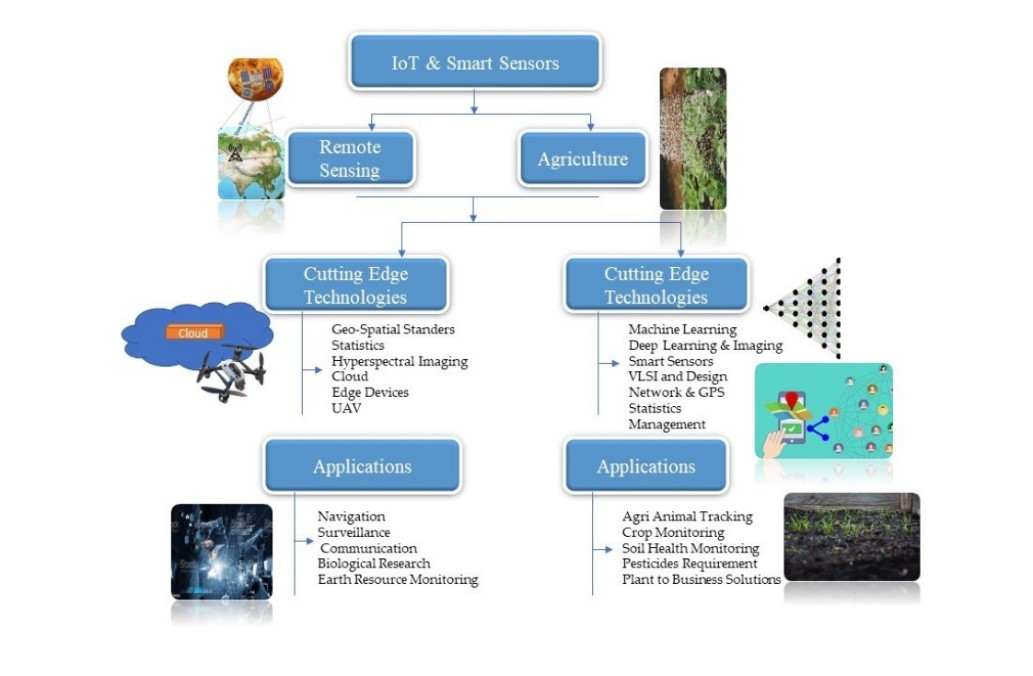 IoT & Smart Sensors
Remote
Sensing
Agriculture
Cutting Edge
Technologies
Geo-Spatial Standers
Statistics
Hyperspectral Imaging
Cloud
Edge Devices
UAV
Cutting Edge
Technologies
Machine Learning
Deep Learning & Imaging
Smart Sensors
VLSI and Design
Network & GPS
Statistics
Management
Cloud
Applications
Navigation
Surveillance
Communication
Biological Research
Earth Resource Monitoring
Applications
Agri Animal Tracking
Crop Monitoring
Soil Health Monitoring
Pesticides Requirement
Plant to Business Solutions